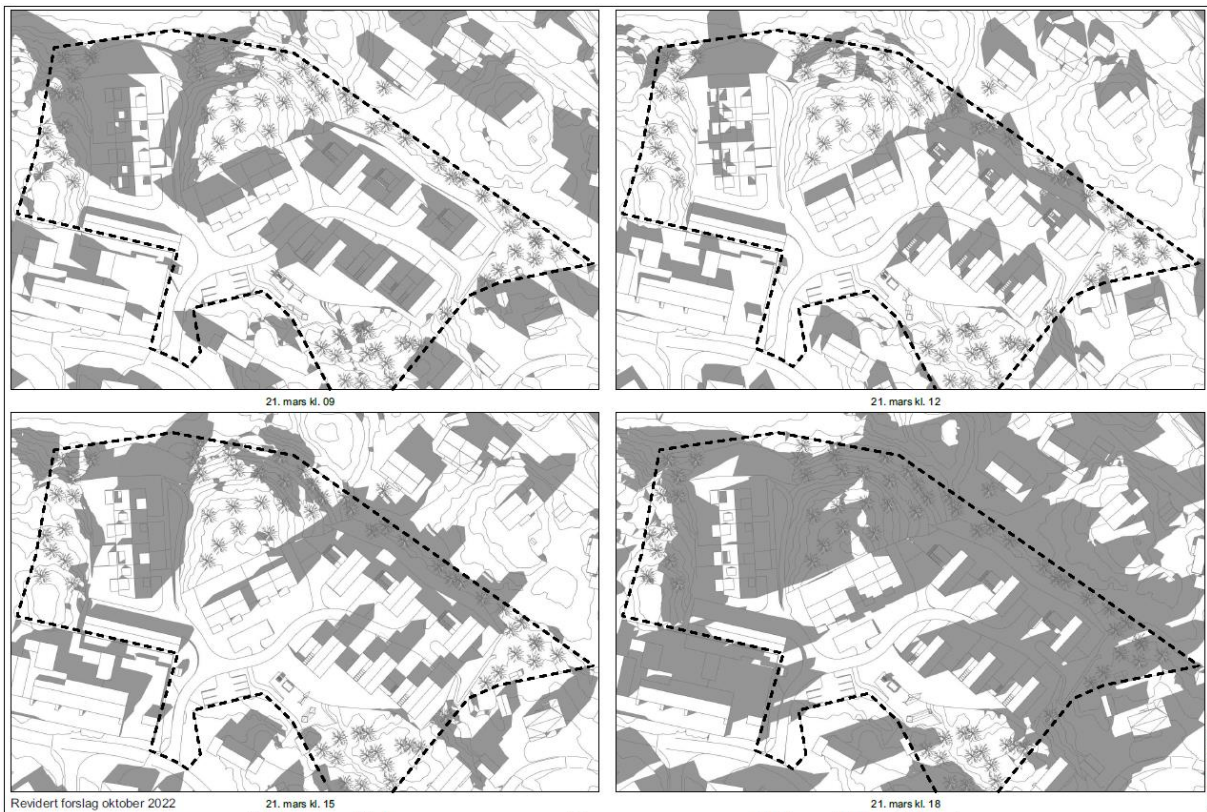 21. mars kl. 09
21. mars kl. 12
Revidert forslag oktober 2022
21. mars kl. 15
21. mars kl. 18